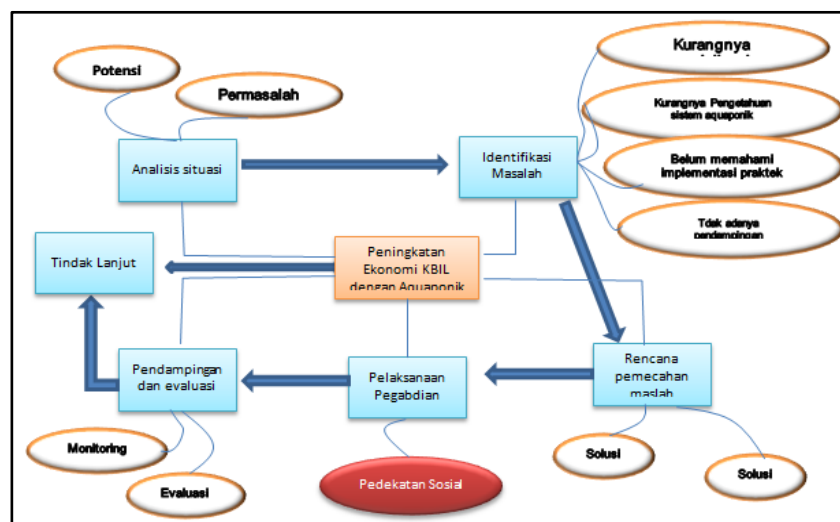 Potensi
Permasalah
Kurangnya
Kurangnya Pengetahuan
sistem aquaponik
Belum memahami
implementasi praktek
Tdak adanya
pendampingan
Analisis situasi
Identifikasi
Masalah
Tindak Lanjut
Peningkatan
Ekonomi KBIL
dengan Aquaponik
Pendampingan
dan evaluasi
Pelaksanaan
Pegabdian
Rencana
pemecahan
maslah
Monitoring
Evaluasi
Pedekatan Sosial
Solusi
Solusi